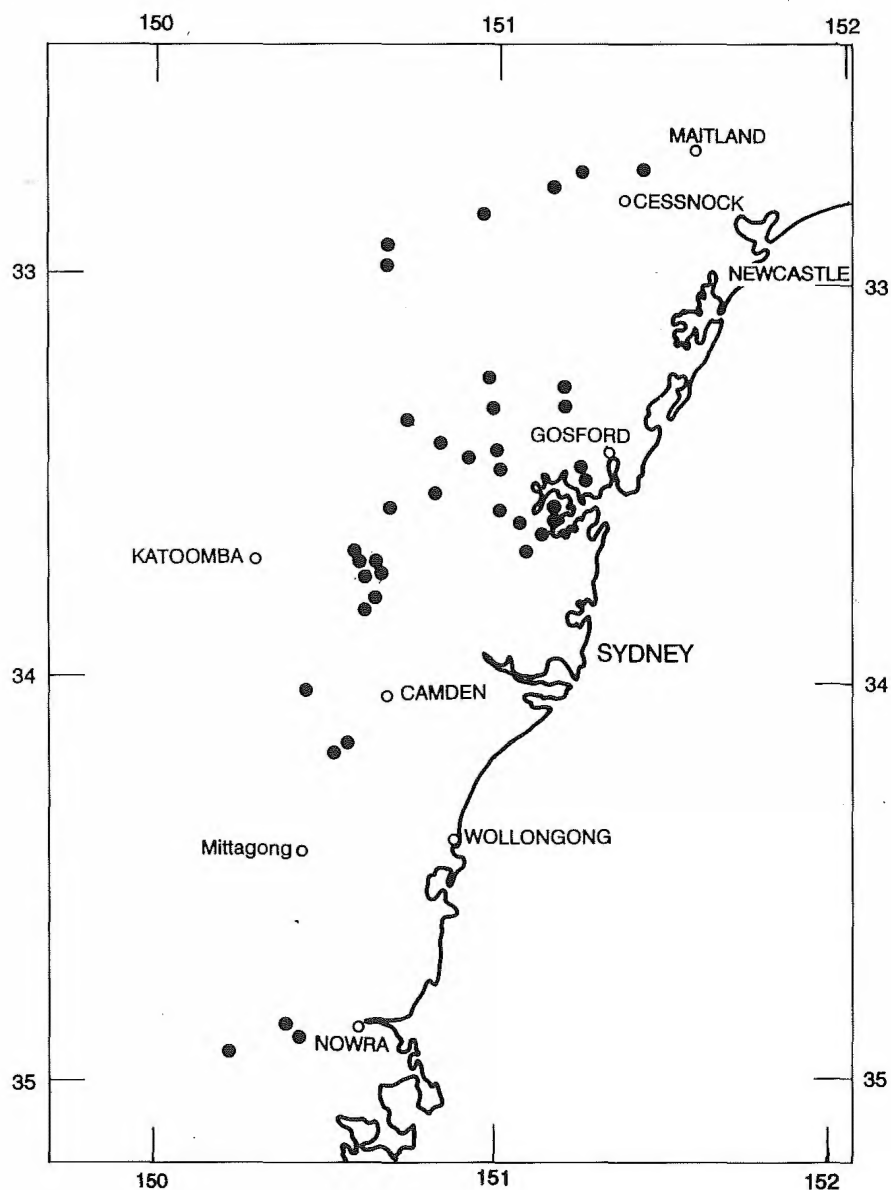 150 151 152
MAITLAND
CESSNOCK
33 NEWCASTLE 33
GOSFORD
KATOOMBA
SYDNEY
34 CAMDEN 34
WOLLONGONG
Mittagong
NOWRA
35 35
150 151 152